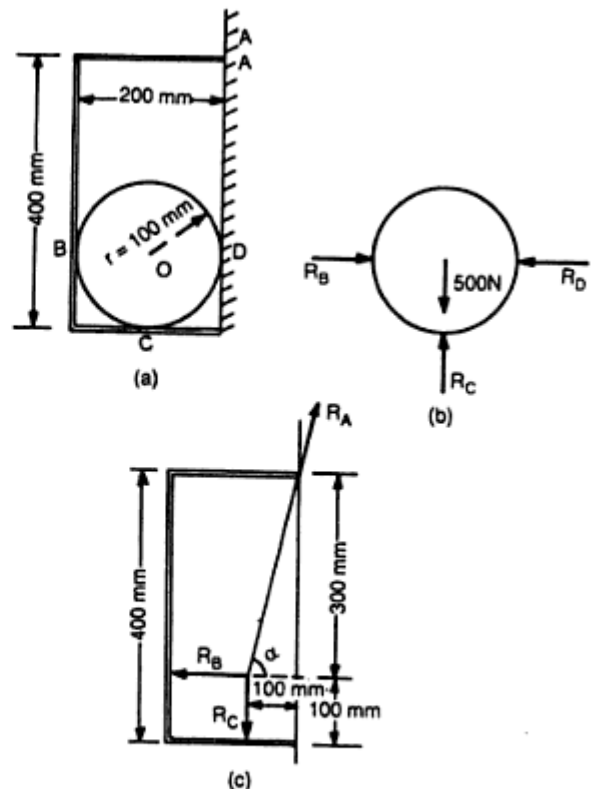 A
A
200 mm
400 mm
r = 100 mm
B
O
D
C
(a)
R_B
500N
R_D
R_C
(b)
R_A
400 mm
300 mm
R_B
α
100 mm
R_C
100 mm
(c)